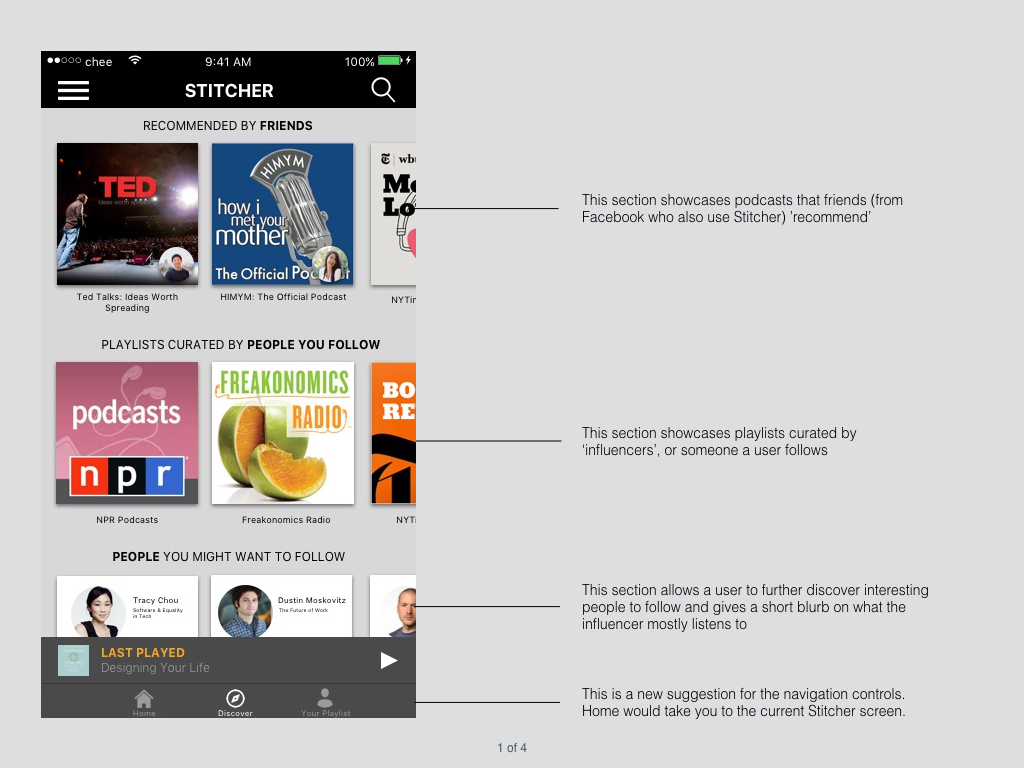 chee 9:41 AM 100%
STITCHER
RECOMMENDED BY FRIENDS
TED
ideas worth
HIMYM
how i
met your
mother
The Official Pod
wbu
Lo
Ted Talks: Ideas Worth
Spreading
HIMYM: The Official Podcast
NYTim
This section showcases podcasts that friends (from
Facebook who also use Stitcher) ’recommend’
PLAYLISTS CURATED BY PEOPLE YOU FOLLOW
podcasts
npr
FREAKONOMICS
RADIO
BO
RE
NPR Podcasts
Freakonomics Radio
NYTi
This section showcases playlists curated by
‘influencers’, or someone a user follows
PEOPLE YOU MIGHT WANT TO FOLLOW
Tracy Chou
Software & Equality
in Tech
Dustin Moskovitz
The Future of Work
This section allows a user to further discover interesting
people to follow and gives a short blurb on what the
influencer mostly listens to
LAST PLAYED
Designing Your Life
Home
Discover
Your Playlist
This is a new suggestion for the navigation controls.
Home would take you to the current Stitcher screen.
1 of 4